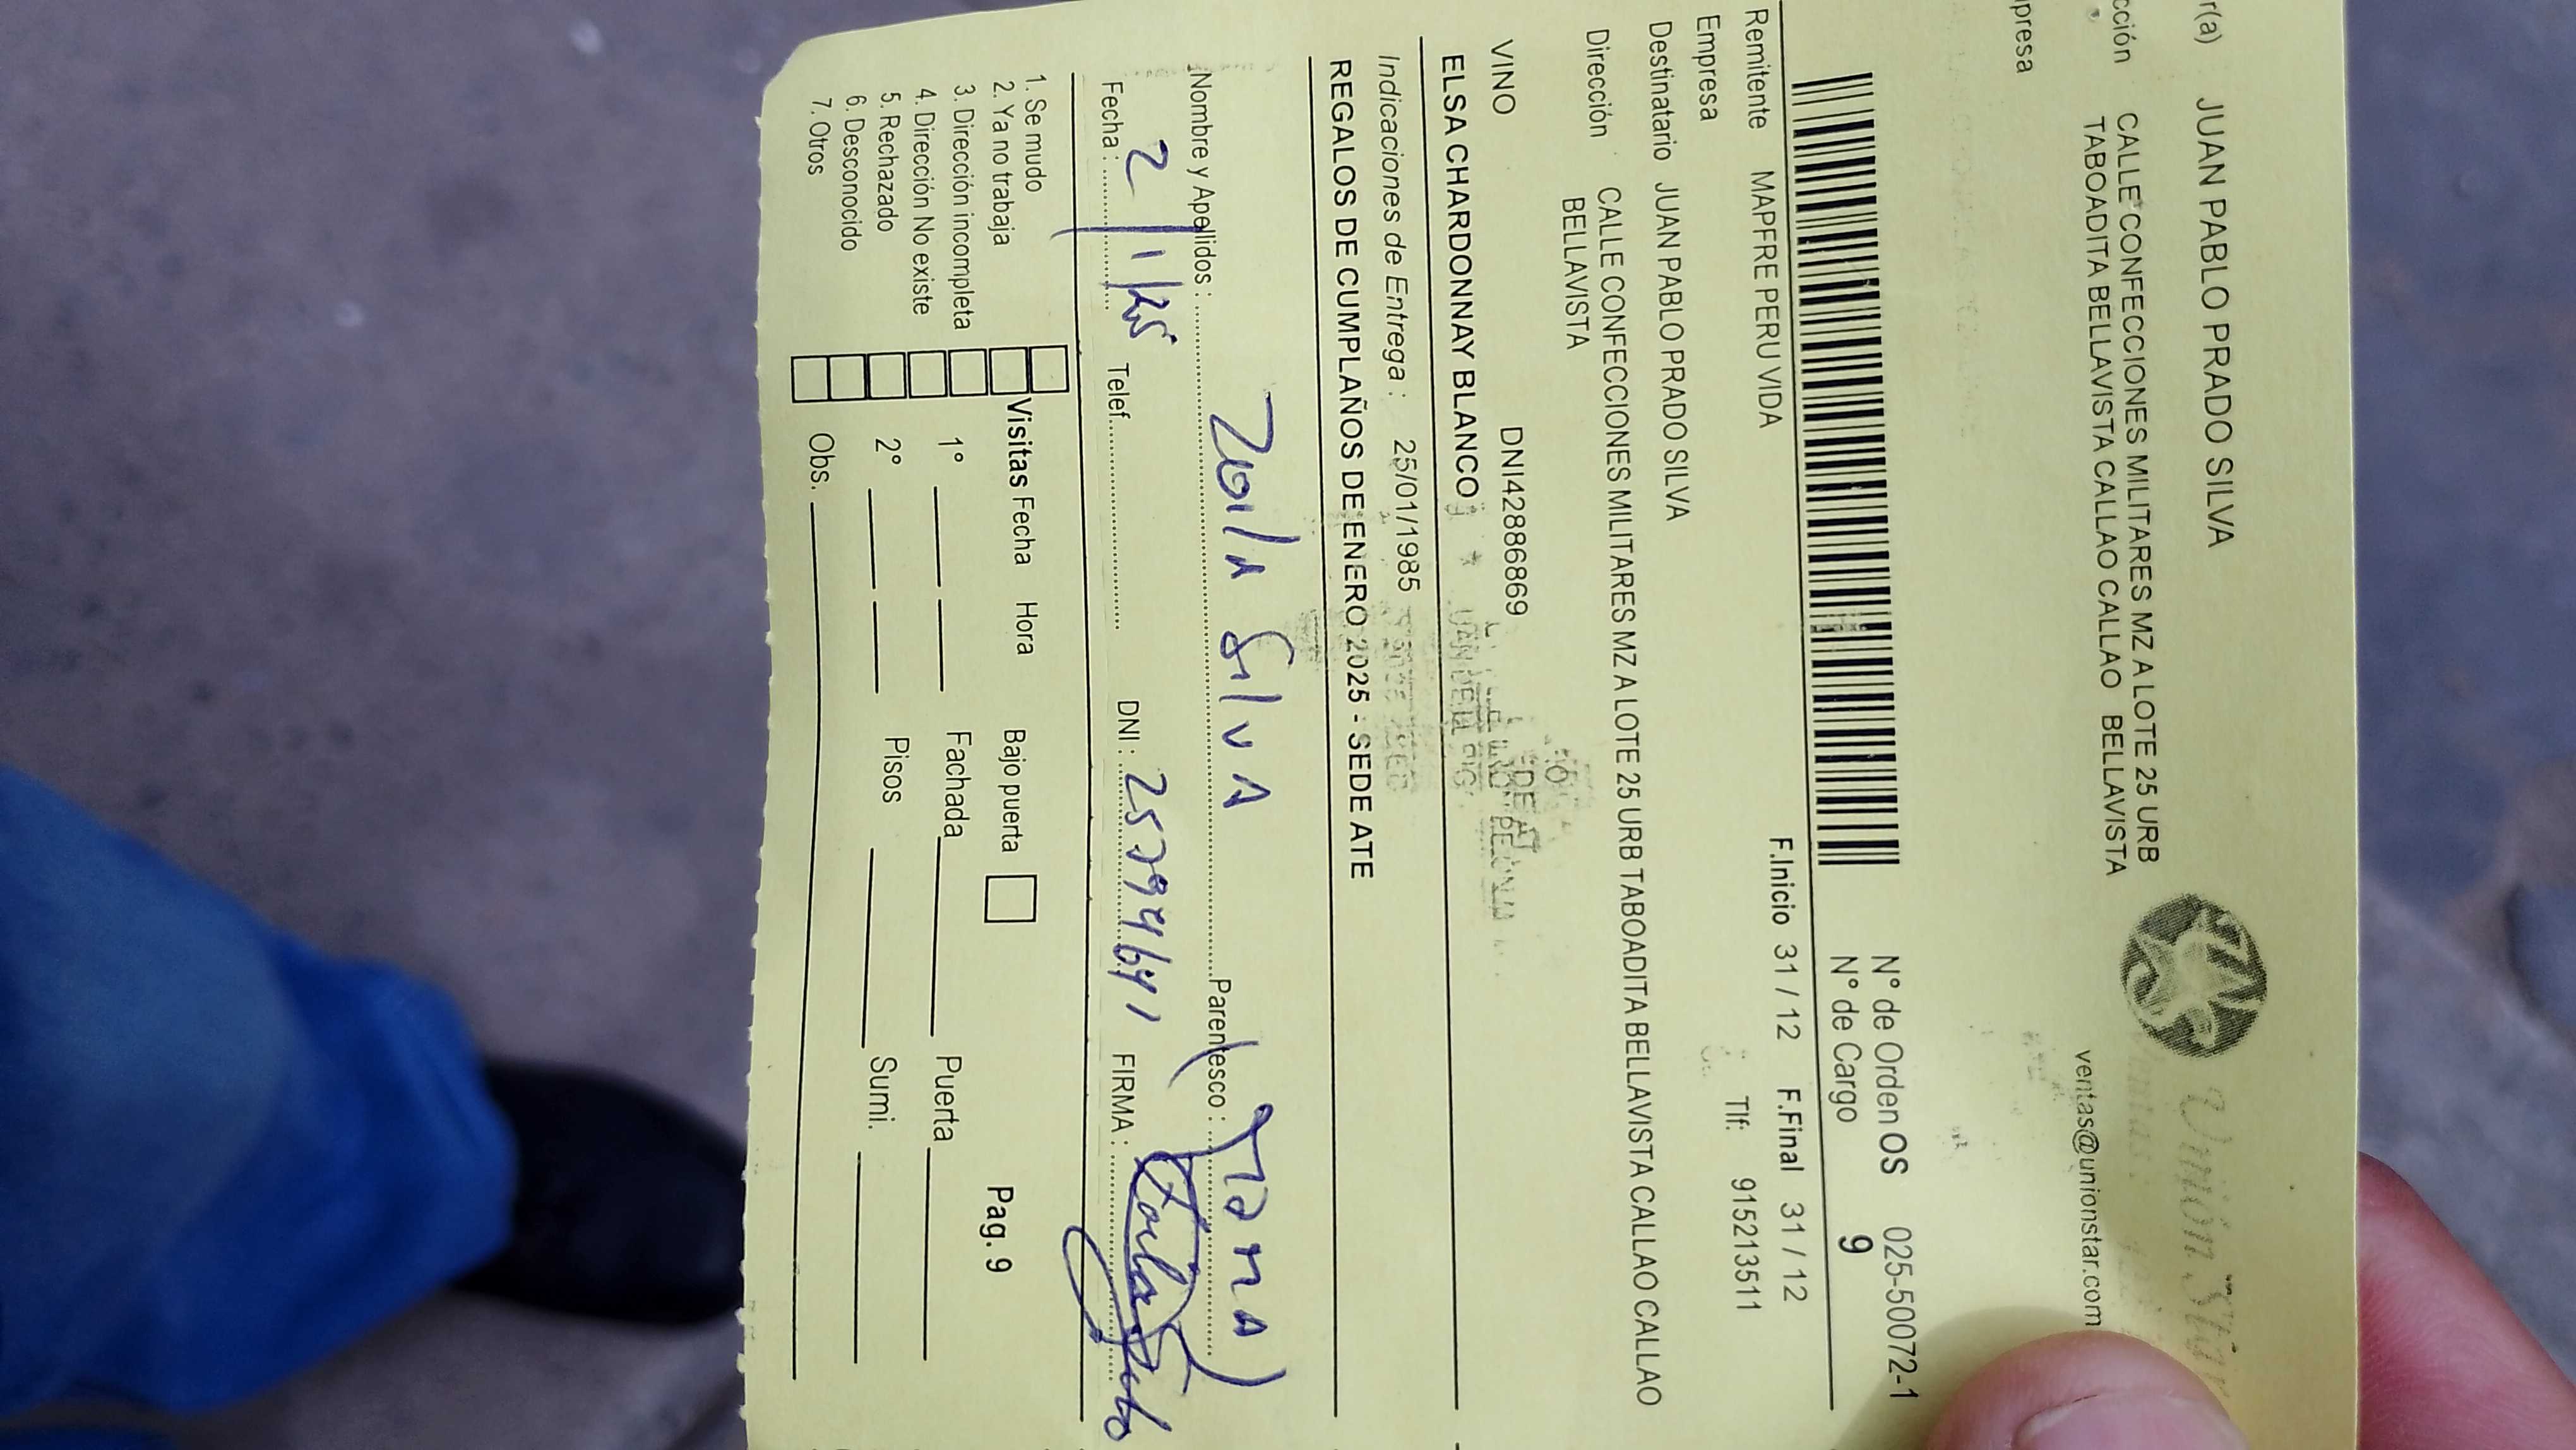 r(a) JUAN PABLO PRADO SILVA
cción CALLE CONFECCIONES MILITARES MZ A LOTE 25 URB
TABOADITA BELLAVISTA CALLAO CALLAO BELLAVISTA
presa
Unión Star
ventas@unionstar.com
N° de Orden OS 025-50072-1
N° de Cargo 9
Remitente MAPFRE PERU VIDA F.Inicio 31 / 12 F.Final 31 / 12
Empresa Tlf: 915213511
Destinatario JUAN PABLO PRADO SILVA
Dirección CALLE CONFECCIONES MILITARES MZ A LOTE 25 URB TABOADITA BELLAVISTA CALLAO CALLAO
BELLAVISTA
VINO DNI42886869
ELSA CHARDONNAY BLANCO
Indicaciones de Entrega : 25/01/1985
REGALOS DE CUMPLAÑOS DE ENERO 2025 - SEDE ATE
Nombre y Apellidos : Zoila Silva Parentesco :
Fecha : 2/1/25 Telef. DNI : FIRMA :
1. Se mudo
2. Ya no trabaja
3. Dirección incompleta
4. Dirección No existe
5. Rechazado
6. Desconocido
7. Otros
Visitas Fecha Hora
1°
2°
Obs.
Bajo puerta
Fachada Puerta
Pisos Sumi.
Pag. 9